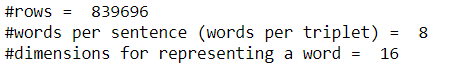 #rows =  839696
#words per sentence (words per triplet) =  8
#dimensions for representing a word =  16